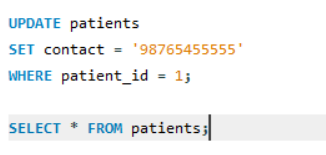 UPDATE patients
SET contact = '98765455555'
WHERE patient_id = 1;
SELECT * FROM patients;